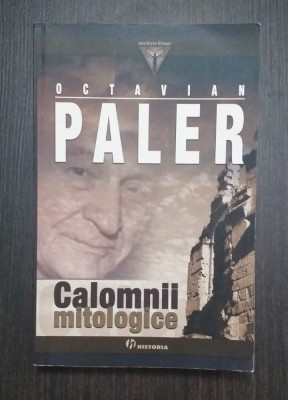 OCTAVIAN
PALER
Calomnii
mitologice
HISTORIA